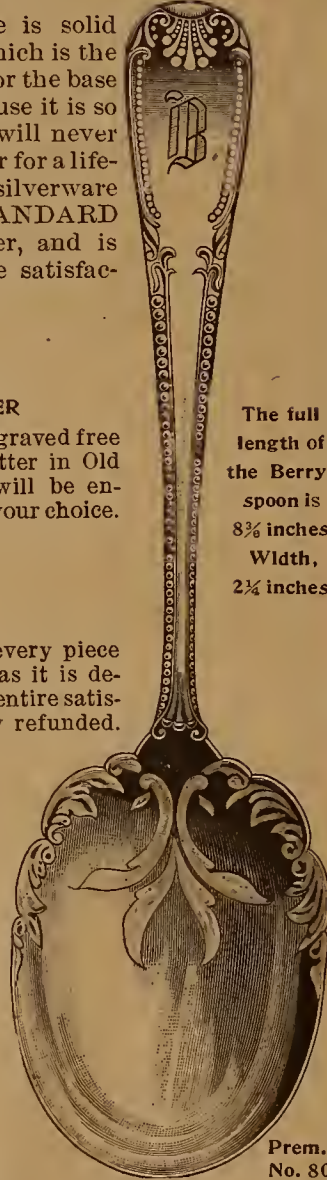 e is solid
hich is the
or the base
use it is so
will never
r for a life-
silverware
ANDARD
er, and is
e satisfac-
ER
graved free
tter in Old
will be en-
your choice.
every piece
as it is de-
entire satis-
y refunded.
B
The full
length of
the Berry
spoon is
8⅜ inches
Width,
2¼ inches
Prem.
No. 80